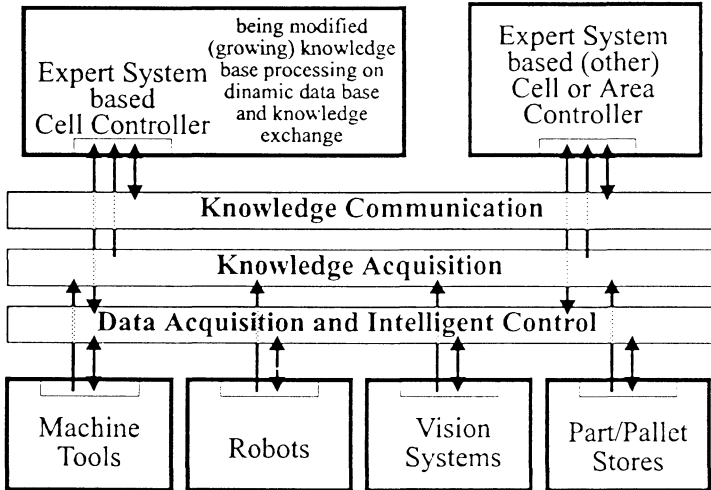 Expert System
based
Cell Controller
being modified
(growing) knowledge
base processing on
dinamic data base
and knowledge
exchange
Expert System
based (other)
Cell or Area
Controller
Knowledge Communication
Knowledge Acquisition
Data Acquisition and Intelligent Control
Machine
Tools
Robots
Vision
Systems
Part/Pallet
Stores